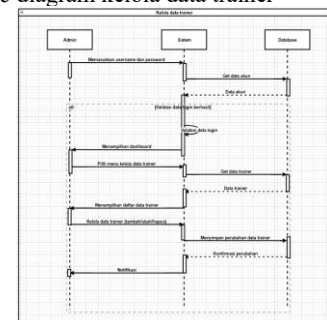 diagram kelola data trainer
Kelola data trainer
Admin
Sistem
Database
Memasukkan username dan password
Get data akun
Data akun
alt
[Validasi data login berhasil]
Validasi data login
Menampilkan dashboard
Pilih menu kelola data trainer
Get data trainer
Data trainer
Menampilkan daftar data trainer
Kelola data trainer (tambah/ubah/hapus)
Menyimpan perubahan data trainer
Konfirmasi perubahan
Notifikasi